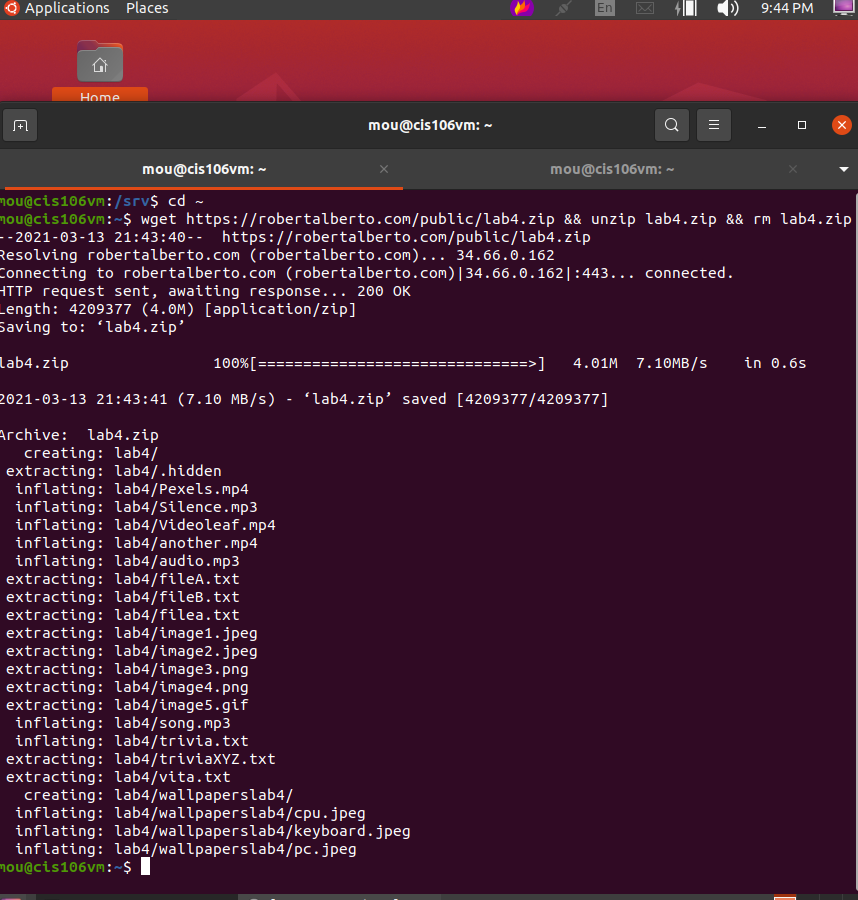 Applications Places En 9:44 PM
Home
mou@cis106vm: ~
mou@cis106vm: ~ × mou@cis106vm: ~ ×
mou@cis106vm:/srv$ cd ~
mou@cis106vm:~$ wget https://robertalberto.com/public/lab4.zip && unzip lab4.zip && rm lab4.zip
--2021-03-13 21:43:40-- https://robertalberto.com/public/lab4.zip
Resolving robertalberto.com (robertalberto.com)... 34.66.0.162
Connecting to robertalberto.com (robertalberto.com)|34.66.0.162|:443... connected.
HTTP request sent, awaiting response... 200 OK
Length: 4209377 (4.0M) [application/zip]
Saving to: ‘lab4.zip’
lab4.zip 100%[==============================>] 4.01M 7.10MB/s in 0.6s
2021-03-13 21:43:41 (7.10 MB/s) - ‘lab4.zip’ saved [4209377/4209377]
Archive: lab4.zip
creating: lab4/
extracting: lab4/.hidden
inflating: lab4/Pexels.mp4
inflating: lab4/Silence.mp3
inflating: lab4/Videoleaf.mp4
inflating: lab4/another.mp4
inflating: lab4/audio.mp3
extracting: lab4/fileA.txt
extracting: lab4/fileB.txt
extracting: lab4/filea.txt
extracting: lab4/image1.jpeg
extracting: lab4/image2.jpeg
extracting: lab4/image3.png
extracting: lab4/image4.png
extracting: lab4/image5.gif
inflating: lab4/song.mp3
inflating: lab4/trivia.txt
extracting: lab4/triviaXYZ.txt
extracting: lab4/vita.txt
creating: lab4/wallpaperslab4/
inflating: lab4/wallpaperslab4/cpu.jpeg
inflating: lab4/wallpaperslab4/keyboard.jpeg
inflating: lab4/wallpaperslab4/pc.jpeg
mou@cis106vm:~$